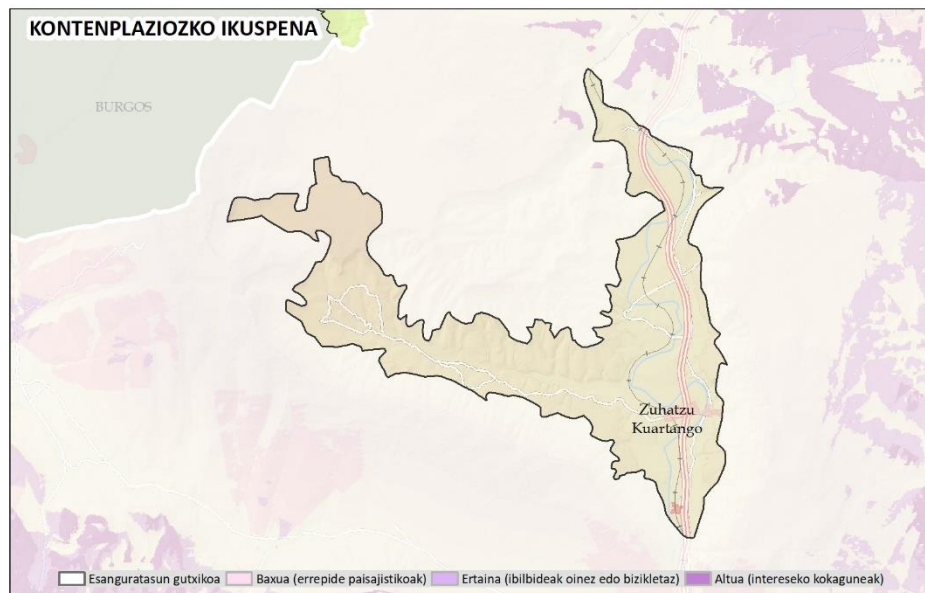 KONTENPLAZIOZKO IKUSPENA
BURGOS
Zuhatzu
Kuartango
Esanguratasun gutxikoa Baxua (errepide paisajistikoak) Ertaina (ibilbideak oinez edo bizikletaz) Altua (intereseko kokaguneak)